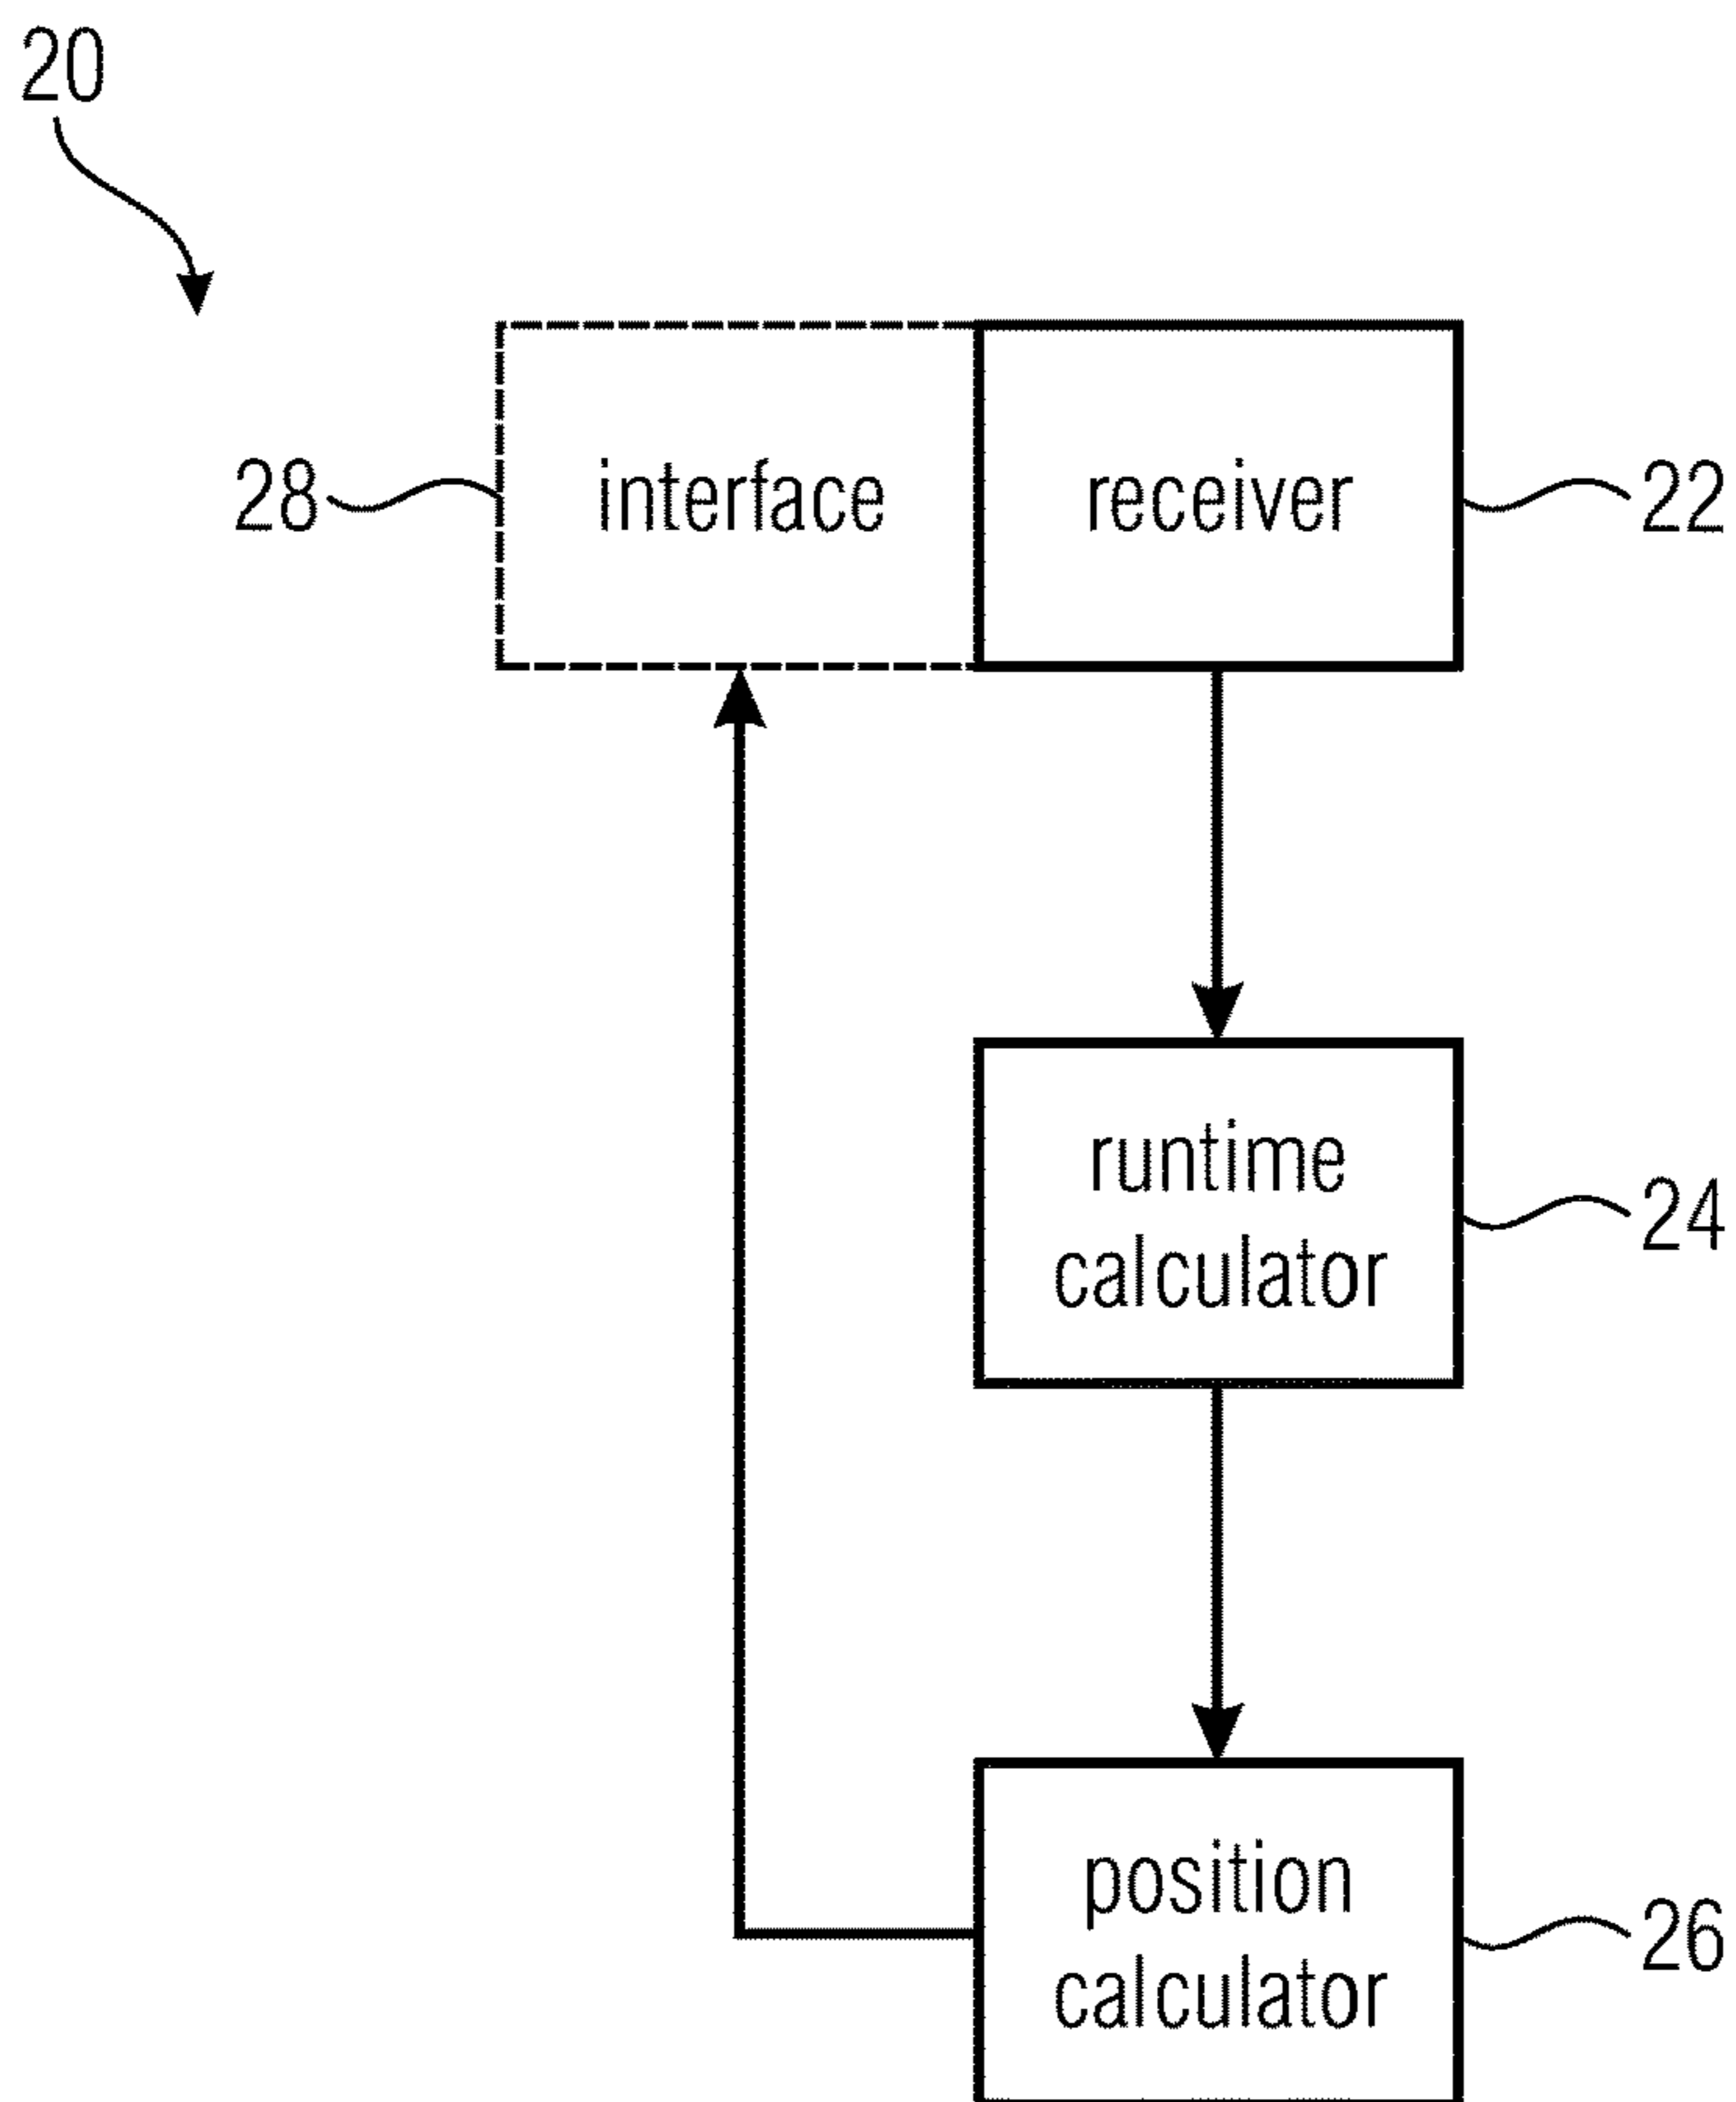 20
28
interface
receiver
22
runtime
calculator
24
position
calculator
26